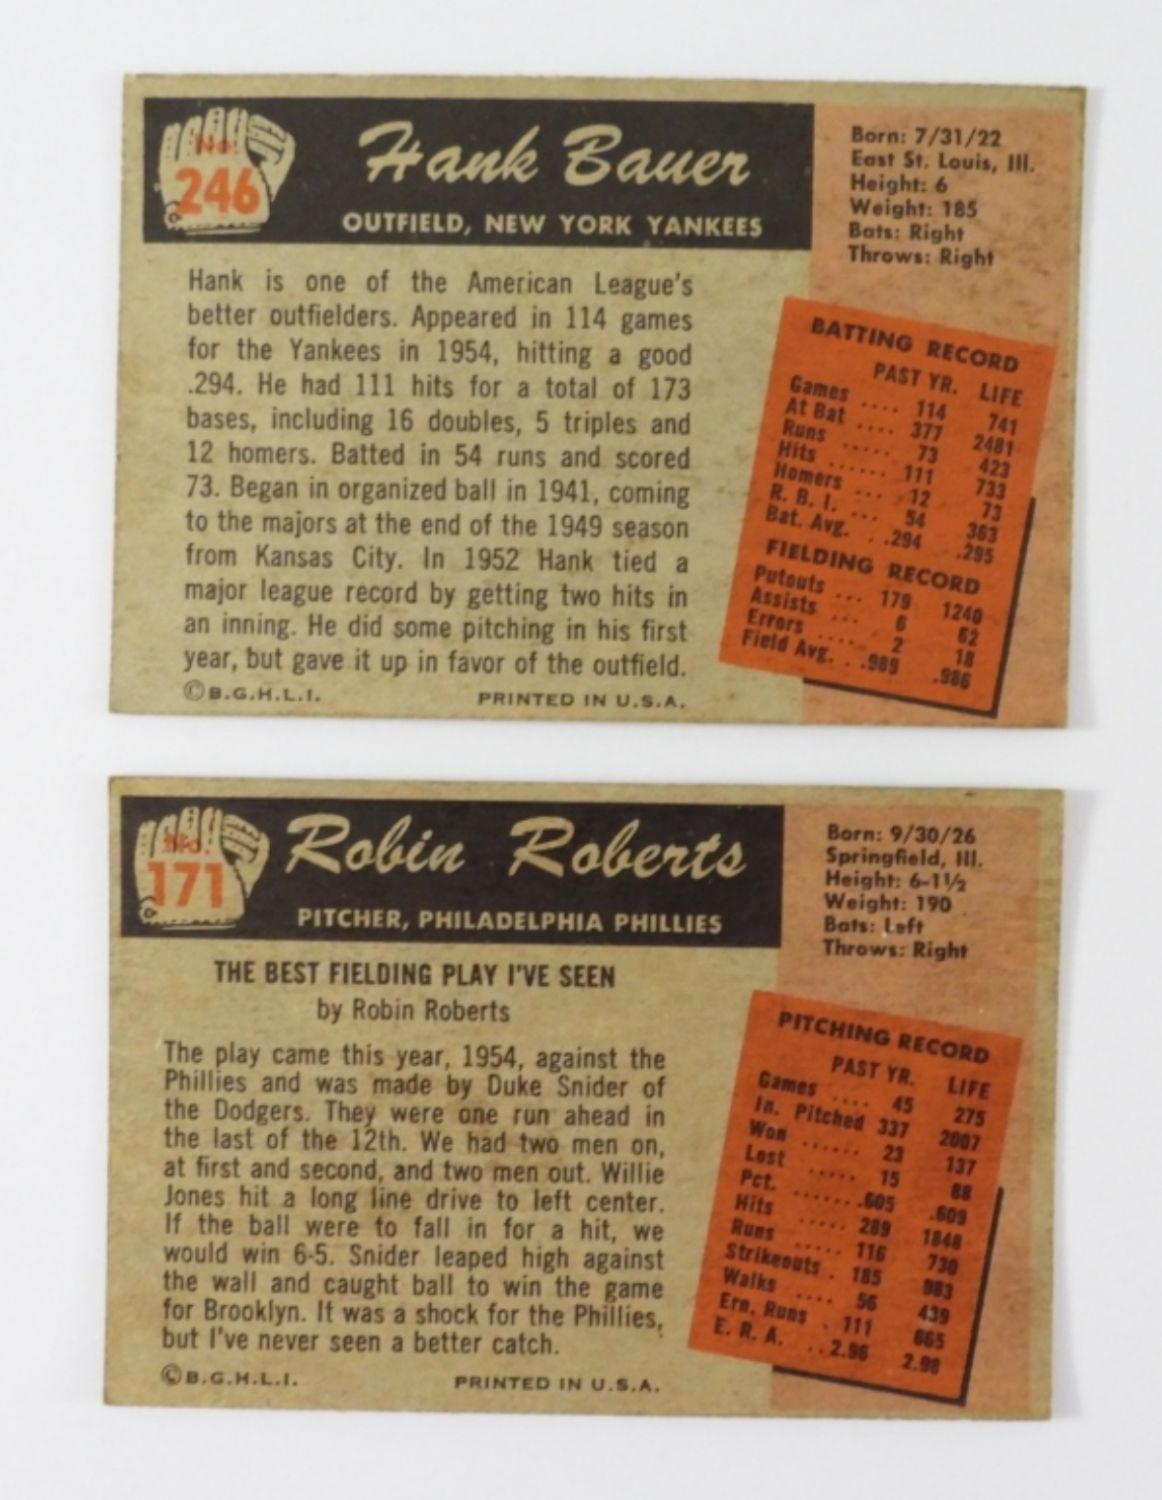 No.
246
Hank Bauer
OUTFIELD, NEW YORK YANKEES
Born: 7/31/22
East St. Louis, Ill.
Height: 6
Weight: 185
Bats: Right
Throws: Right
Hank is one of the American League's
better outfielders. Appeared in 114 games
for the Yankees in 1954, hitting a good
.294. He had 111 hits for a total of 173
bases, including 16 doubles, 5 triples and
12 homers. Batted in 54 runs and scored
73. Began in organized ball in 1941, coming
to the majors at the end of the 1949 season
from Kansas City. In 1952 Hank tied a
major league record by getting two hits in
an inning. He did some pitching in his first
year, but gave it up in favor of the outfield.
©B.G.H.L.I. PRINTED IN U.S.A.
BATTING RECORD
PAST YR. LIFE
Games .... 114 741
At Bat .... 377 2481
Runs ..... 73 423
Hits ...... 111 733
Homers ... 12 73
R. B. I. ... 54 363
Bat. Avg. ..294 .295
FIELDING RECORD
Putouts ... 179 1240
Assists ... 6 62
Errors .... 2 18
Field Avg. ..989 .986
No.
171
Robin Roberts
PITCHER, PHILADELPHIA PHILLIES
Born: 9/30/26
Springfield, Ill.
Height: 6-1½
Weight: 190
Bats: Left
Throws: Right
THE BEST FIELDING PLAY I'VE SEEN
by Robin Roberts
The play came this year, 1954, against the
Phillies and was made by Duke Snider of
the Dodgers. They were one run ahead in
the last of the 12th. We had two men on,
at first and second, and two men out. Willie
Jones hit a long line drive to left center.
If the ball were to fall in for a hit, we
would win 6-5. Snider leaped high against
the wall and caught ball to win the game
for Brooklyn. It was a shock for the Phillies,
but I've never seen a better catch.
©B.G.H.L.I. PRINTED IN U.S.A.
PITCHING RECORD
PAST YR. LIFE
Games .... 45 275
In. Pitched 337 2007
Won ...... 23 137
Lost ..... 15 88
Pct. .......605 .609
Hits ..... 289 1848
Runs ..... 116 730
Strikeouts . 185 983
Walks .... 56 439
Ern. Runs . 111 665
E. R. A. ..2.96 2.98